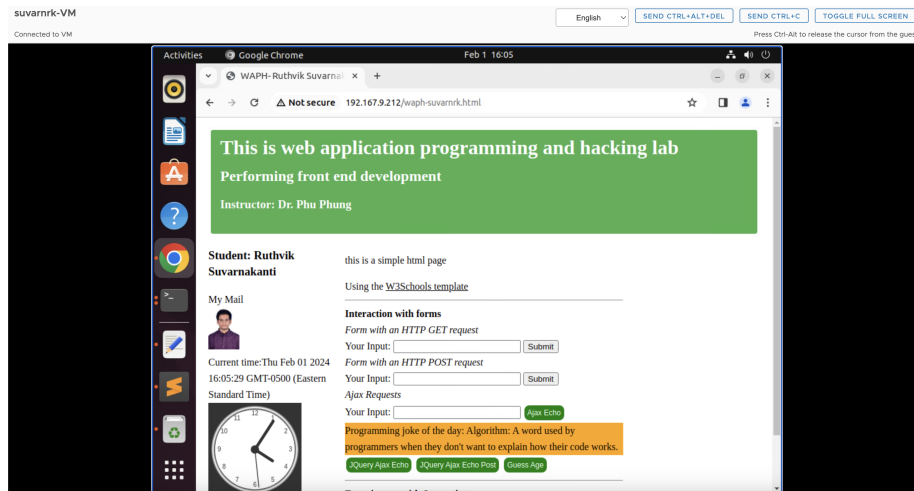 suvarnrk-VM
English
SEND CTRL+ALT+DEL
SEND CTRL+C
TOGGLE FULL SCREEN
Connected to VM
Press Ctrl-Alt to release the cursor from the gues
Activities
Google Chrome
Feb 1 16:05
WAPH-Ruthvik Suvarna
Not secure
192.167.9.212/waph-suvarnrk.html
This is web application programming and hacking lab
Performing front end development
Instructor: Dr. Phu Phung
Student: Ruthvik
Suvarnakanti
My Mail
Current time:Thu Feb 01 2024
16:05:29 GMT-0500 (Eastern
Standard Time)
12
1
2
3
4
5
6
7
8
9
10
11
this is a simple html page
Using the W3Schools template
Interaction with forms
Form with an HTTP GET request
Your Input:
Submit
Form with an HTTP POST request
Your Input:
Submit
Ajax Requests
Your Input:
Ajax Echo
Programming joke of the day: Algorithm: A word used by
programmers when they don't want to explain how their code works.
JQuery Ajax Echo
JQuery Ajax Echo Post
Guess Age